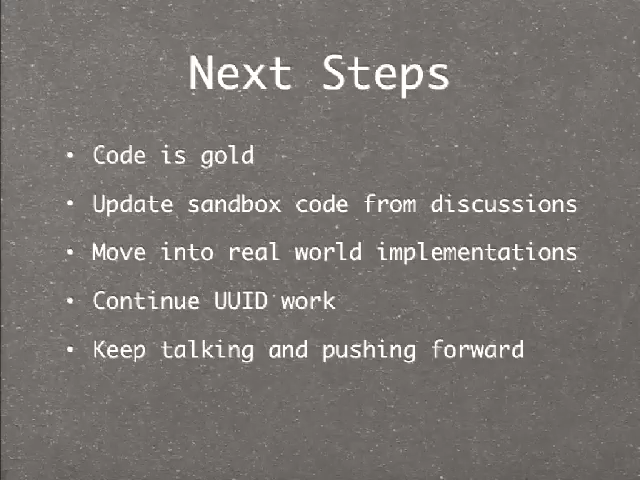 Next Steps
• Code is gold
• Update sandbox code from discussions
• Move into real world implementations
• Continue UUID work
• Keep talking and pushing forward